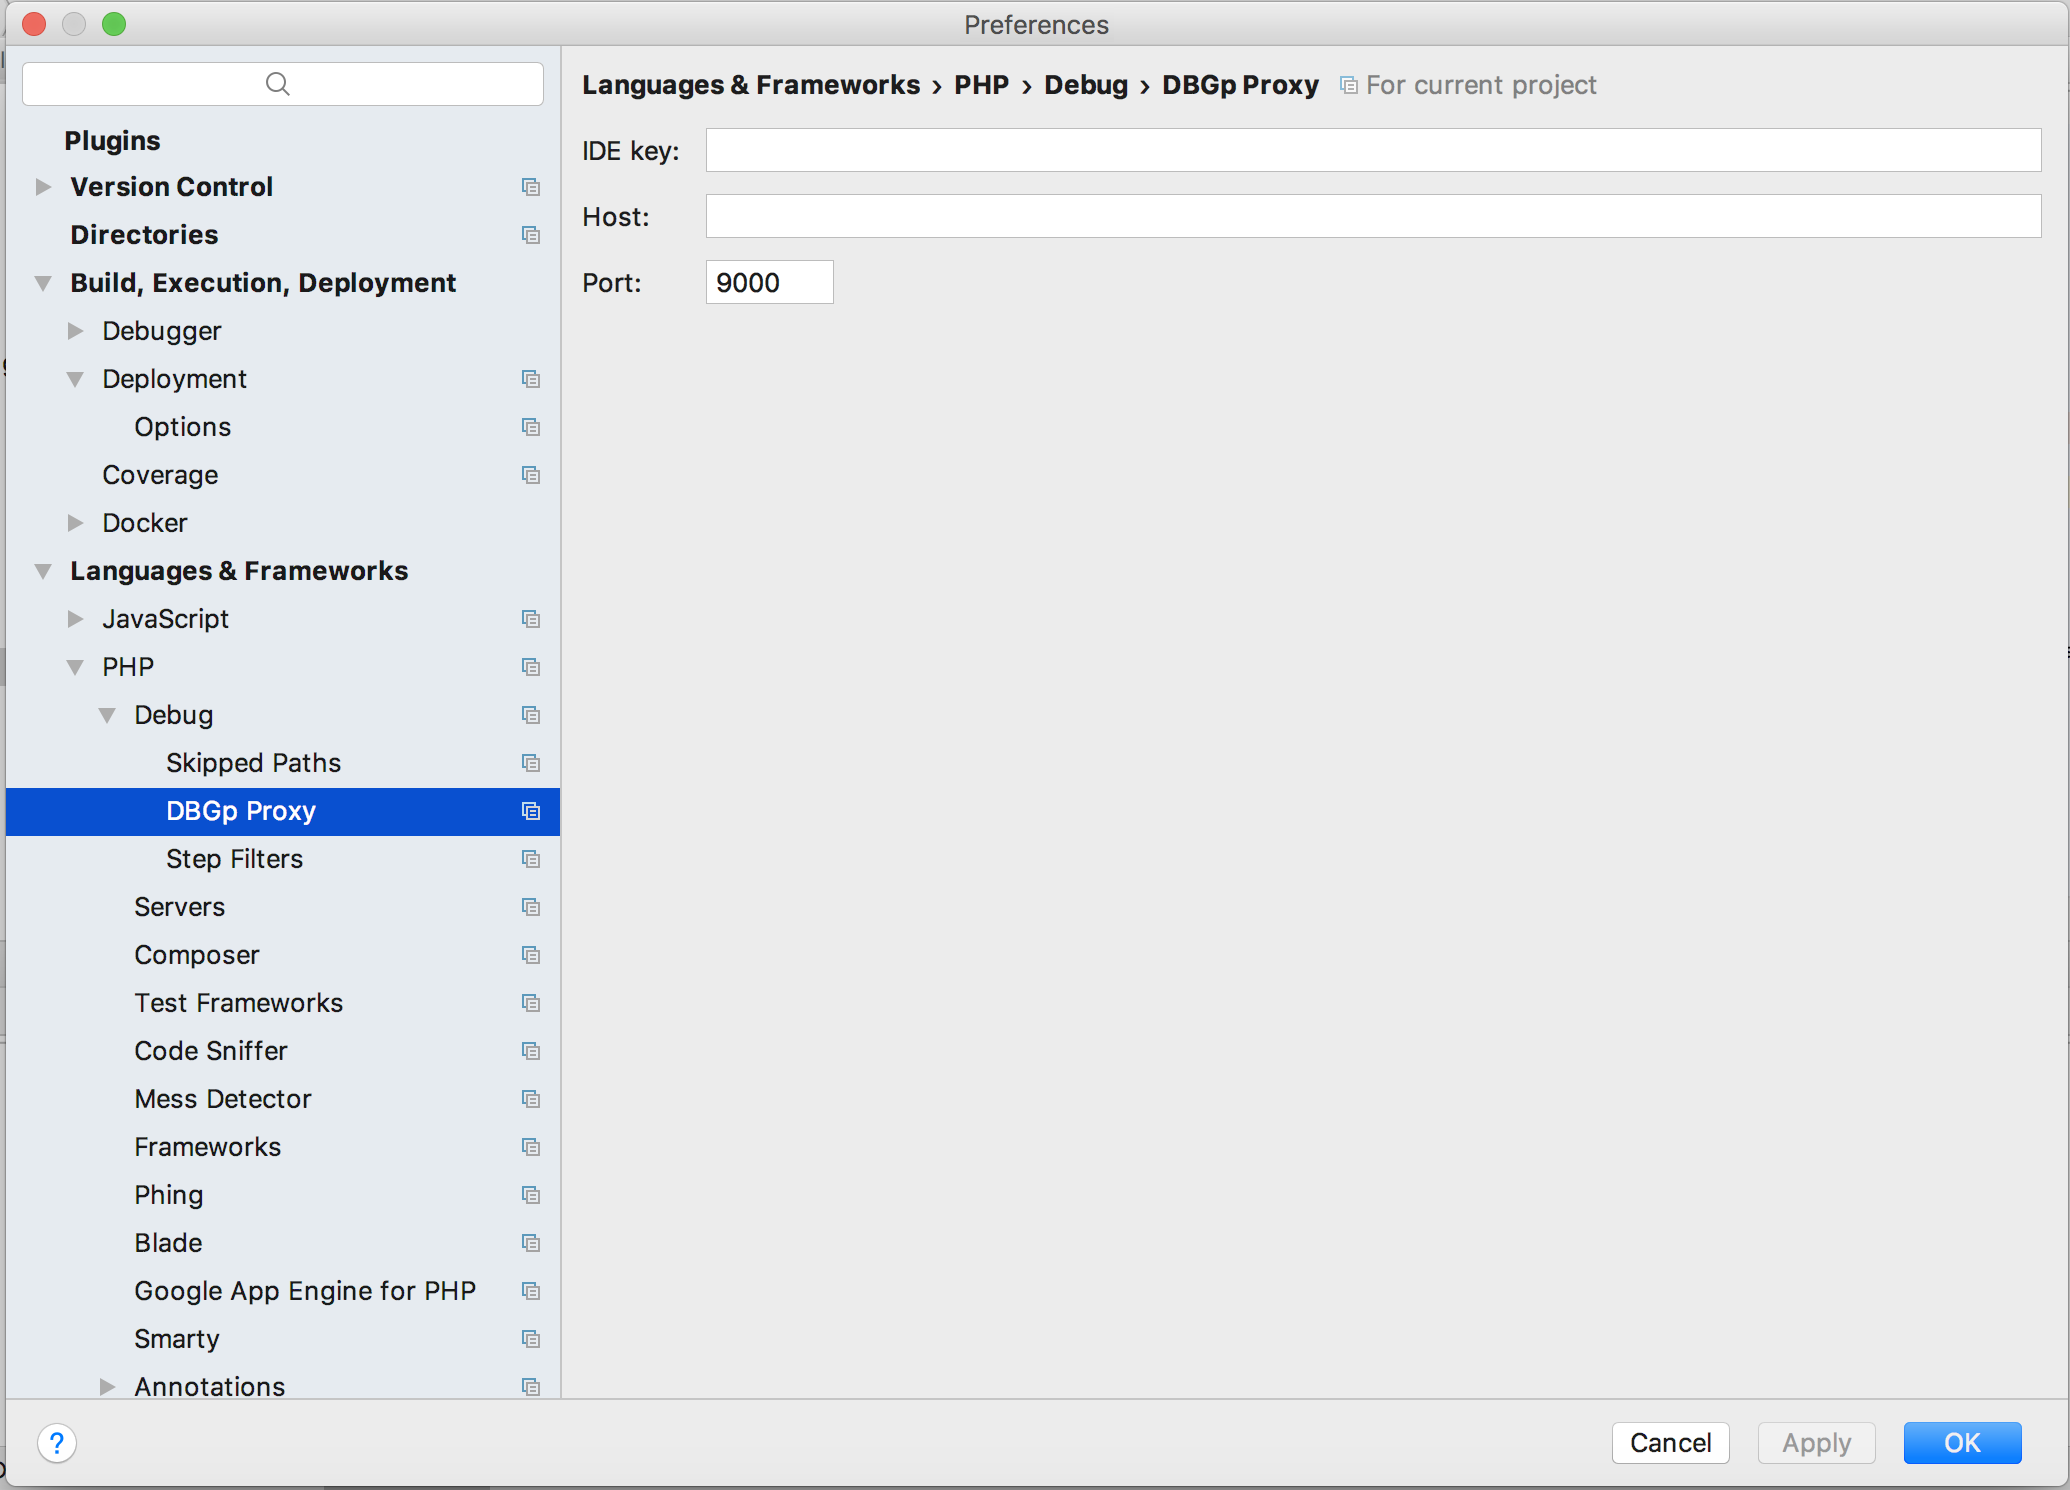 Preferences
Plugins
Version Control
Directories
Build, Execution, Deployment
Debugger
Deployment
Options
Coverage
Docker
Languages & Frameworks
JavaScript
PHP
Debug
Skipped Paths
DBGp Proxy
Step Filters
Servers
Composer
Test Frameworks
Code Sniffer
Mess Detector
Frameworks
Phing
Blade
Google App Engine for PHP
Smarty
Annotations
Languages & Frameworks › PHP › Debug › DBGp Proxy For current project
IDE key:
Host:
Port: 9000
?
Cancel Apply OK